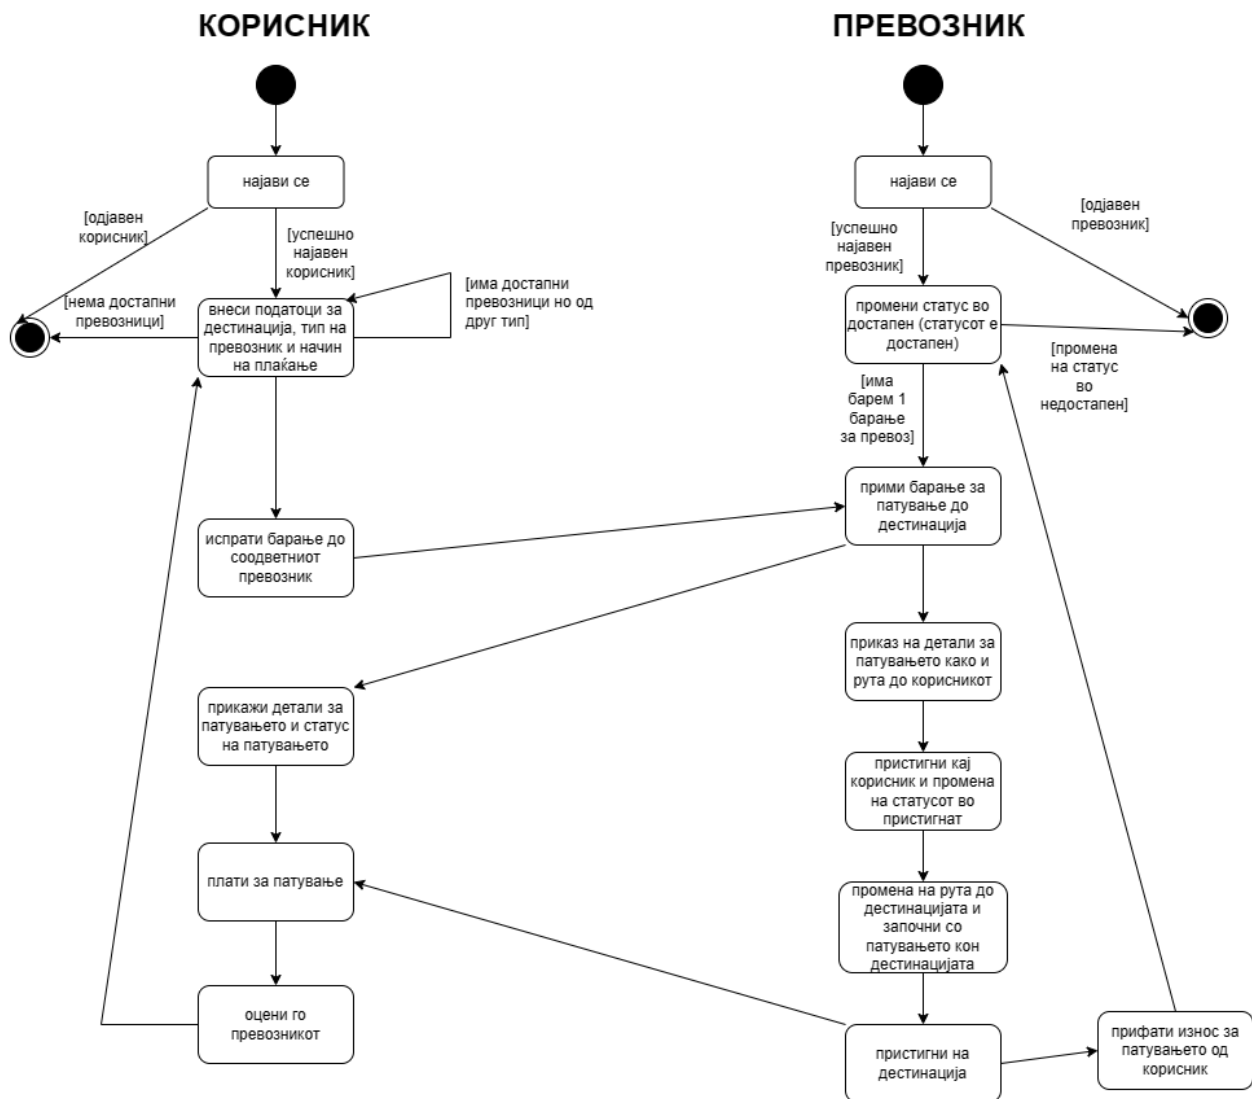 КОРИСНИК
ПРЕВОЗНИК
најави се
најави се
[одјавен
корисник]
[успешно
најавен
корисник]
[успешно
најавен
превозник]
[одјавен
превозник]
[нема достапни
превозници]
[има достапни
превозници но од
друг тип]
внеси податоци за
дестинација, тип на
превозник и начин
на плаќање
промени статус во
достапен (статусот е
достапен)
[промена
на статус
во
недостапен]
[има
барем 1
барање
за превоз]
прими барање за
патување до
дестинација
испрати барање до
соодветниот
превозник
приказ на детали за
патувањето како и
рута до корисникот
прикажи детали за
патувањето и статус
на патувањето
пристигни кај
корисник и промена
на статусот во
пристигнат
плати за патување
промена на рута до
дестинацијата и
започни со
патувањето кон
дестинацијата
оцени го
превозникот
пристигни на
дестинација
прифати износ за
патувањето од
корисник